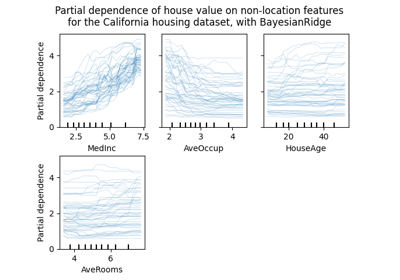 Partial dependence of house value on non-location features
for the California housing dataset, with BayesianRidge
Partial dependence
4
2
0
2.5 5.0 7.5
MedInc
2 3 4
AveOccup
20 40
HouseAge
Partial dependence
4
2
0
4 6
AveRooms